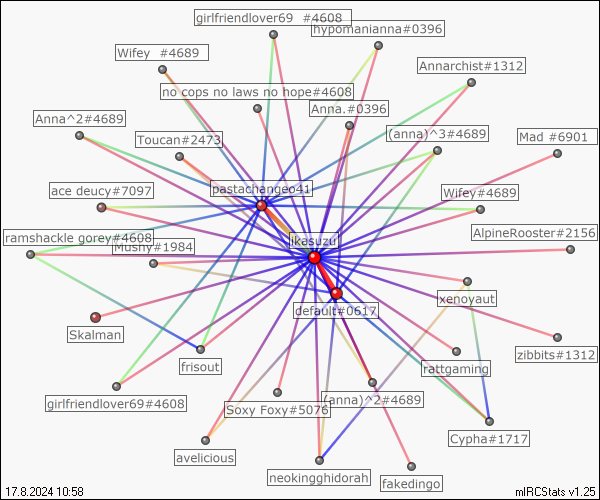 girlfriendlover69 #4608
hypomanianna#0396
Wifey #4689
Annarchist#1312
no cops no laws no hope#4608
Anna.#0396
Anna^2#4689
(anna)^3#4689
Mad #6901
Toucan#2473
pastachangeo41
ace deucy#7097
Wifey#4689
AlpineRooster#2156
ramshackle gorey#4608
ikasuzu
Mushy#1984
xenoyaut
default#0617
Skalman
zibbits#1312
frisout
rattgaming
girlfriendlover69#4608
Soxy Foxy#5076
(anna)^2#4689
Cypha#1717
avelicious
neokingghidorah
fakedingo
17.8.2024 10:58
mIRCStats v1.25